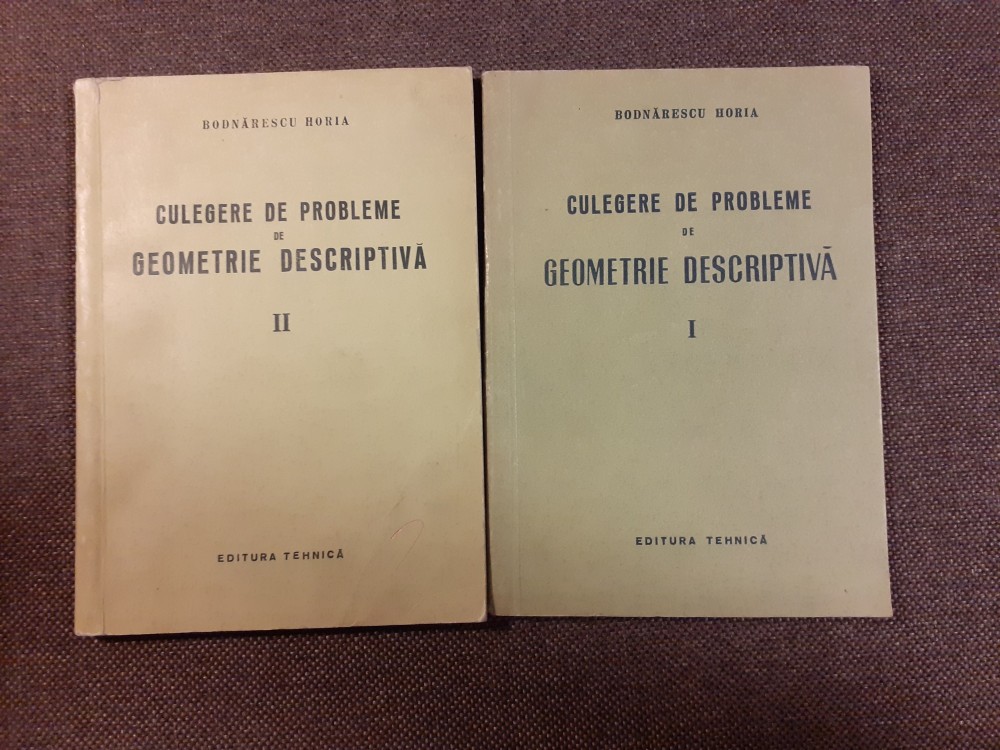 BODNĂRESCU HORIA
CULEGERE DE PROBLEME
DE
GEOMETRIE DESCRIPTIVĂ
II
EDITURA TEHNICĂ
BODNĂRESCU HORIA
CULEGERE DE PROBLEME
DE
GEOMETRIE DESCRIPTIVĂ
I
EDITURA TEHNICĂ